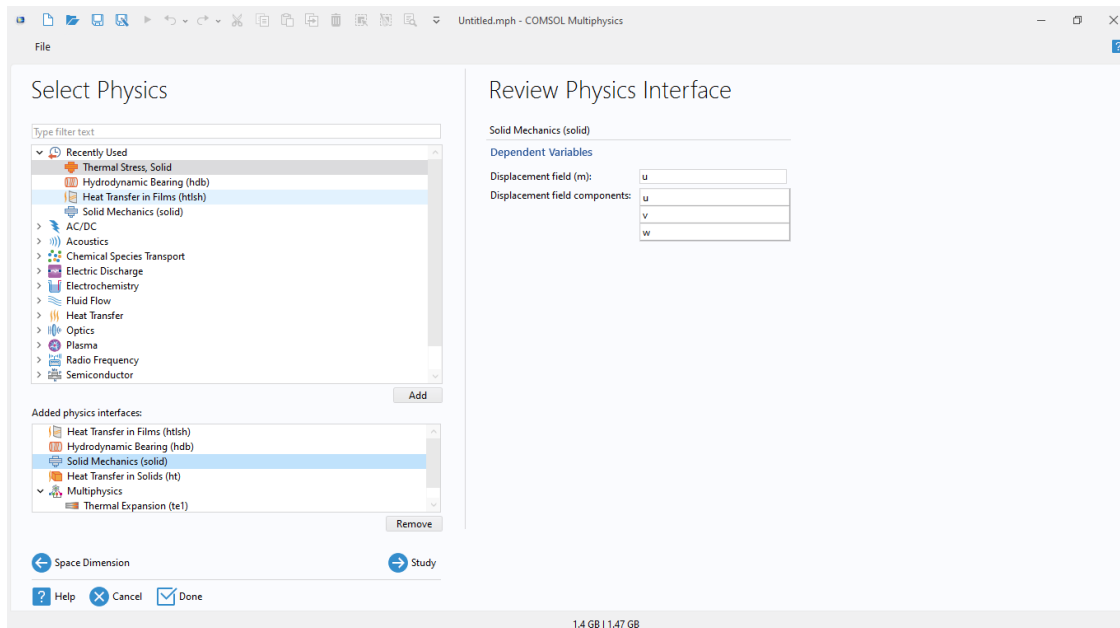 Untitled.mph - COMSOL Multiphysics
File
Select Physics
Type filter text
Recently Used
Thermal Stress, Solid
Hydrodynamic Bearing (hdb)
Heat Transfer in Films (htlsh)
Solid Mechanics (solid)
AC/DC
Acoustics
Chemical Species Transport
Electric Discharge
Electrochemistry
Fluid Flow
Heat Transfer
Optics
Plasma
Radio Frequency
Semiconductor
Add
Added physics interfaces:
Heat Transfer in Films (htlsh)
Hydrodynamic Bearing (hdb)
Solid Mechanics (solid)
Heat Transfer in Solids (ht)
Multiphysics
Thermal Expansion (te1)
Remove
Space Dimension
Study
? Help
Cancel
Done
Review Physics Interface
Solid Mechanics (solid)
Dependent Variables
Displacement field (m): u
Displacement field components: u
v
w
1.4 GB | 1.47 GB